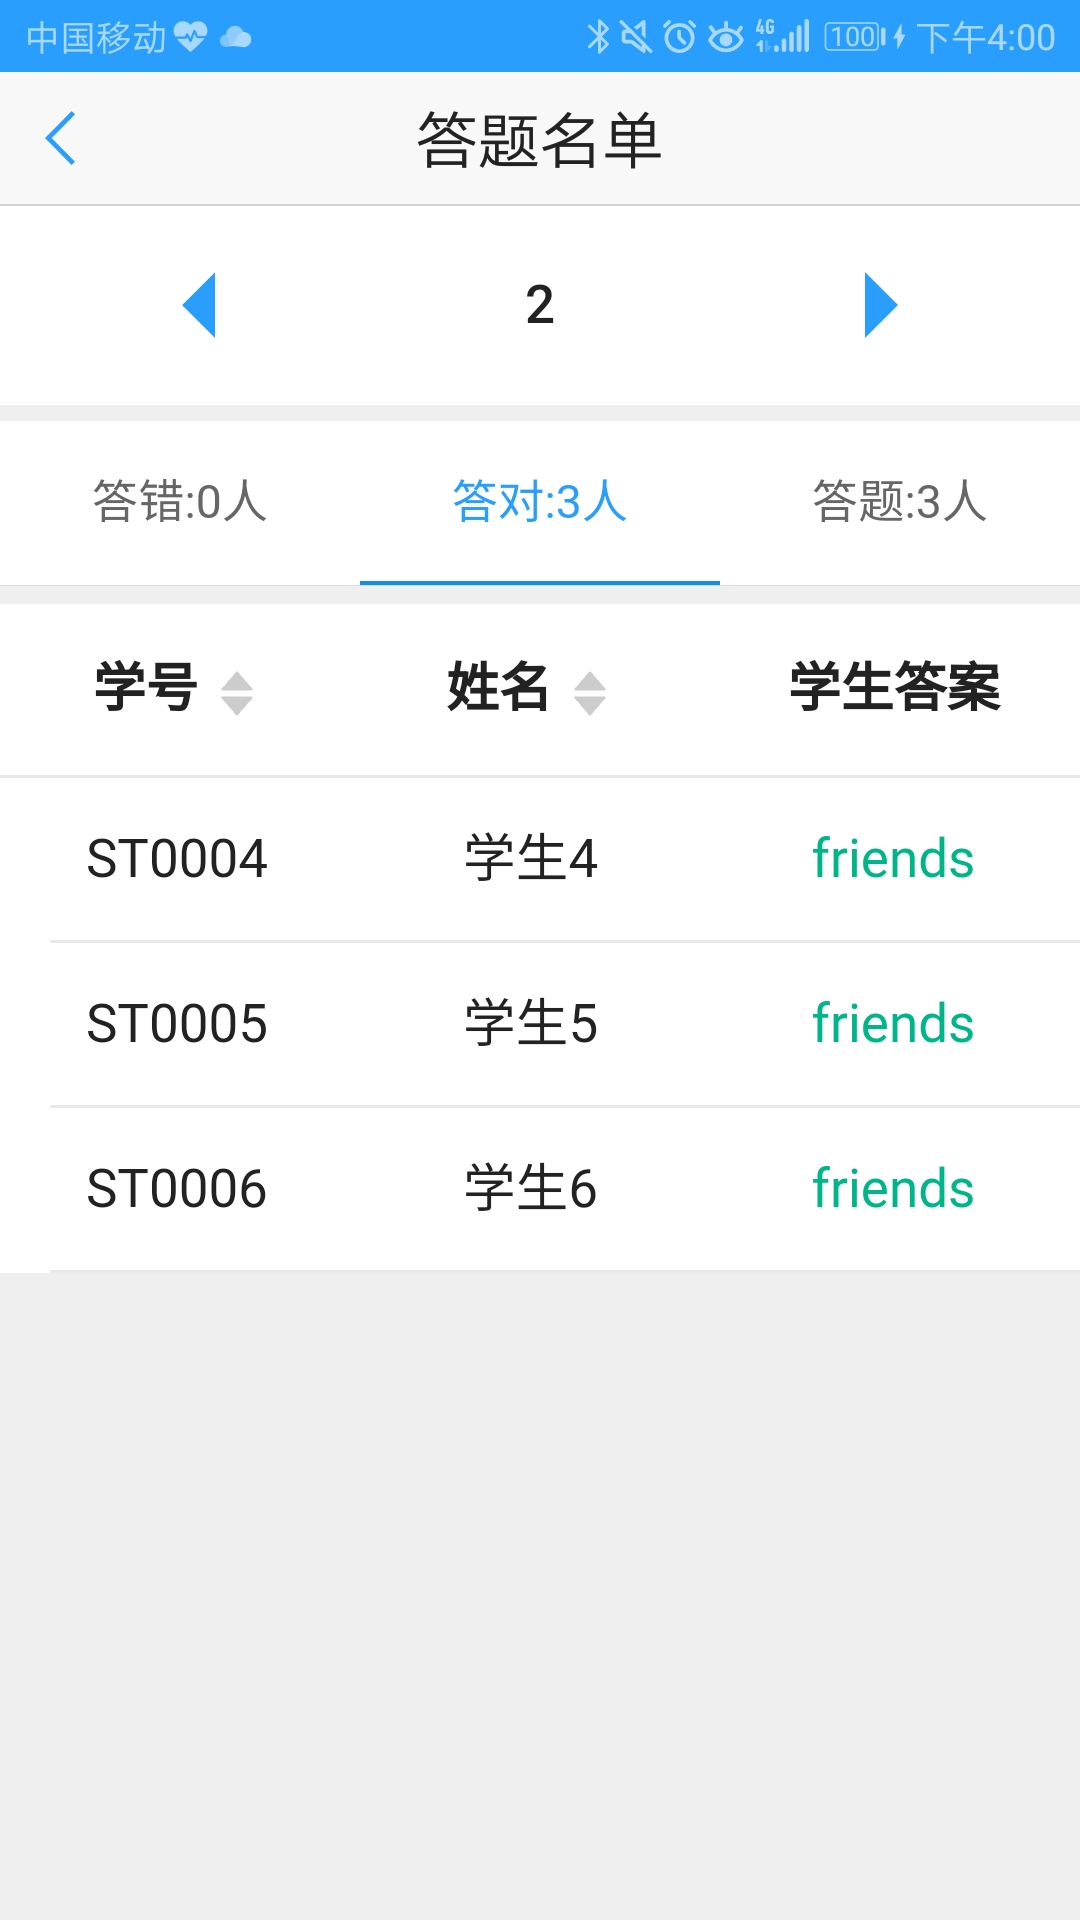 中国移动 4G 1 100 下午4:00
答题名单
2
答错:0人 答对:3人 答题:3人
学号 姓名 学生答案
ST0004 学生4 friends
ST0005 学生5 friends
ST0006 学生6 friends